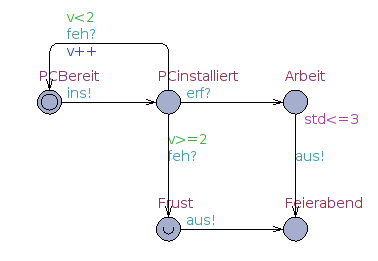 v<2
feh?
v++
PCBereit
PCinstalliert
Arbeit
ins!
erf?
std<=3
v>=2
feh?
aus!
Frust
Feierabend
aus!